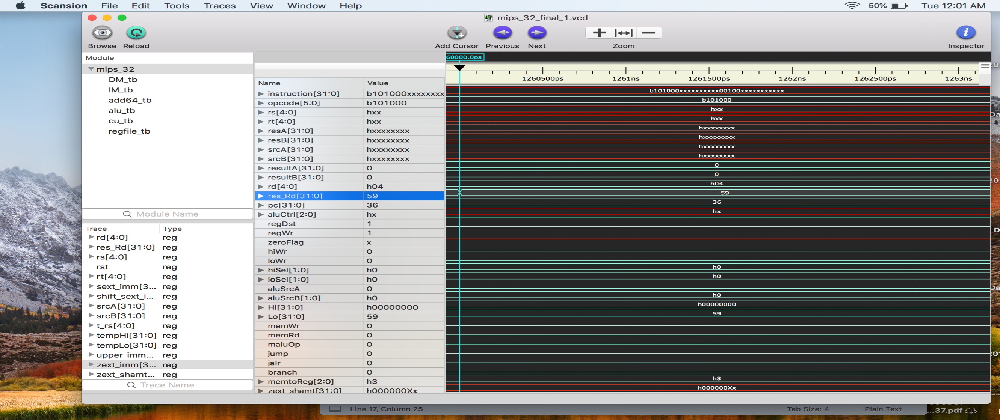 Scansion File Edit Tools Traces View Window Help 50% Tue 12:01 AM
mips_32_final_1.vcd
Browse Reload Add Cursor Previous Next Zoom Inspector
Module
mips_32
DM_tb
IM_tb
add64_tb
alu_tb
cu_tb
regfile_tb
Module Name
Trace Type
rd[4:0] reg
res_Rd[31:0] reg
rs[4:0] reg
rst reg
rt[4:0] reg
sext_imm[3... reg
shift_sext_i... reg
srcA[31:0] reg
srcB[31:0] reg
t_rs[4:0] reg
tempHi[31:0] reg
tempLo[31:0] reg
upper_imm... reg
zext_imm[3... reg
zext_shamt... reg
Trace Name
60000.0ps
1260500ps 1261ns 1261500ps 1262ns 1262500ps 1263ns
Name Value
instruction[31:0] b101000xxxxxxxx b101000xxxxxxxxxx00100xxxxxxxxxxx
opcode[5:0] b101000 b101000
rs[4:0] hxx hxx
rt[4:0] hxx hxx
resA[31:0] hxxxxxxxx hxxxxxxxx
resB[31:0] hxxxxxxxx hxxxxxxxx
srcA[31:0] hxxxxxxxx hxxxxxxxx
srcB[31:0] hxxxxxxxx hxxxxxxxx
resultA[31:0] 0 0
resultB[31:0] 0 0
rd[4:0] h04 h04
res_Rd[31:0] 59 59
pc[31:0] 36 36
aluCtrl[2:0] hx hx
regDst 1
regWr 1
zeroFlag x
hiWr 0
loWr 0
hiSel[1:0] h0 h0
loSel[1:0] h0 h0
aluSrcA 0
aluSrcB[1:0] h0 h0
Hi[31:0] h00000000 h00000000
Lo[31:0] 59 59
memWr 0
memRd 0
maluOp 0
jump 0
jalr 0
branch 0
memtoReg[2:0] h3 h3
zext_shamt[31:0] h000000Xx h000000Xx
Line 17, Column 25 Tab Size: 4 Plain Text
...37.pdf